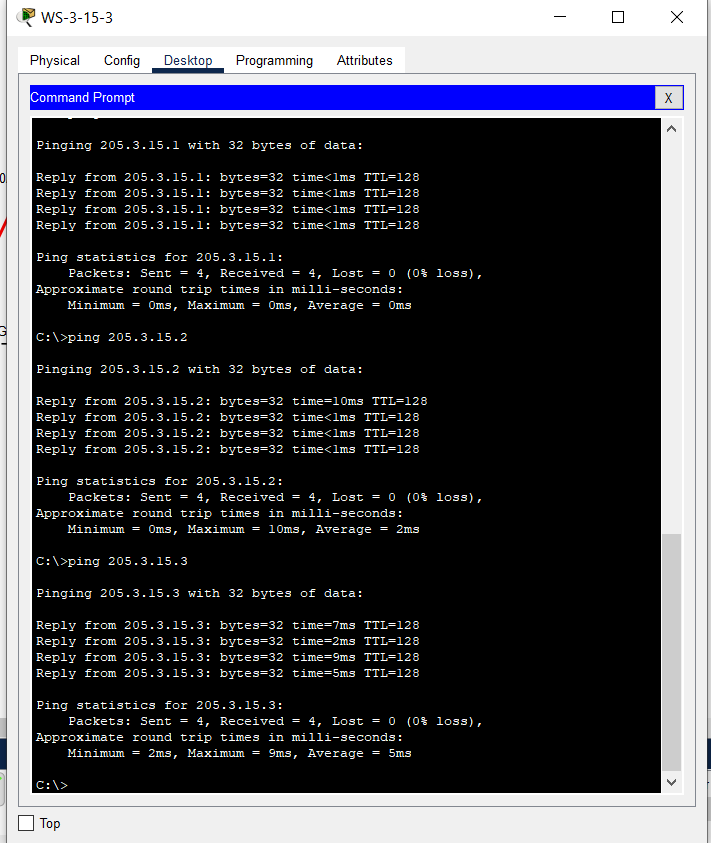 WS-3-15-3
Physical Config Desktop Programming Attributes
Command Prompt
X
Pinging 205.3.15.1 with 32 bytes of data:
Reply from 205.3.15.1: bytes=32 time<1ms TTL=128
Reply from 205.3.15.1: bytes=32 time<1ms TTL=128
Reply from 205.3.15.1: bytes=32 time<1ms TTL=128
Reply from 205.3.15.1: bytes=32 time<1ms TTL=128
Ping statistics for 205.3.15.1:
Packets: Sent = 4, Received = 4, Lost = 0 (0% loss),
Approximate round trip times in milli-seconds:
Minimum = 0ms, Maximum = 0ms, Average = 0ms
C:\>ping 205.3.15.2
Pinging 205.3.15.2 with 32 bytes of data:
Reply from 205.3.15.2: bytes=32 time=10ms TTL=128
Reply from 205.3.15.2: bytes=32 time<1ms TTL=128
Reply from 205.3.15.2: bytes=32 time<1ms TTL=128
Reply from 205.3.15.2: bytes=32 time<1ms TTL=128
Ping statistics for 205.3.15.2:
Packets: Sent = 4, Received = 4, Lost = 0 (0% loss),
Approximate round trip times in milli-seconds:
Minimum = 0ms, Maximum = 10ms, Average = 2ms
C:\>ping 205.3.15.3
Pinging 205.3.15.3 with 32 bytes of data:
Reply from 205.3.15.3: bytes=32 time=7ms TTL=128
Reply from 205.3.15.3: bytes=32 time=2ms TTL=128
Reply from 205.3.15.3: bytes=32 time=9ms TTL=128
Reply from 205.3.15.3: bytes=32 time=5ms TTL=128
Ping statistics for 205.3.15.3:
Packets: Sent = 4, Received = 4, Lost = 0 (0% loss),
Approximate round trip times in milli-seconds:
Minimum = 2ms, Maximum = 9ms, Average = 5ms
C:\>
Top